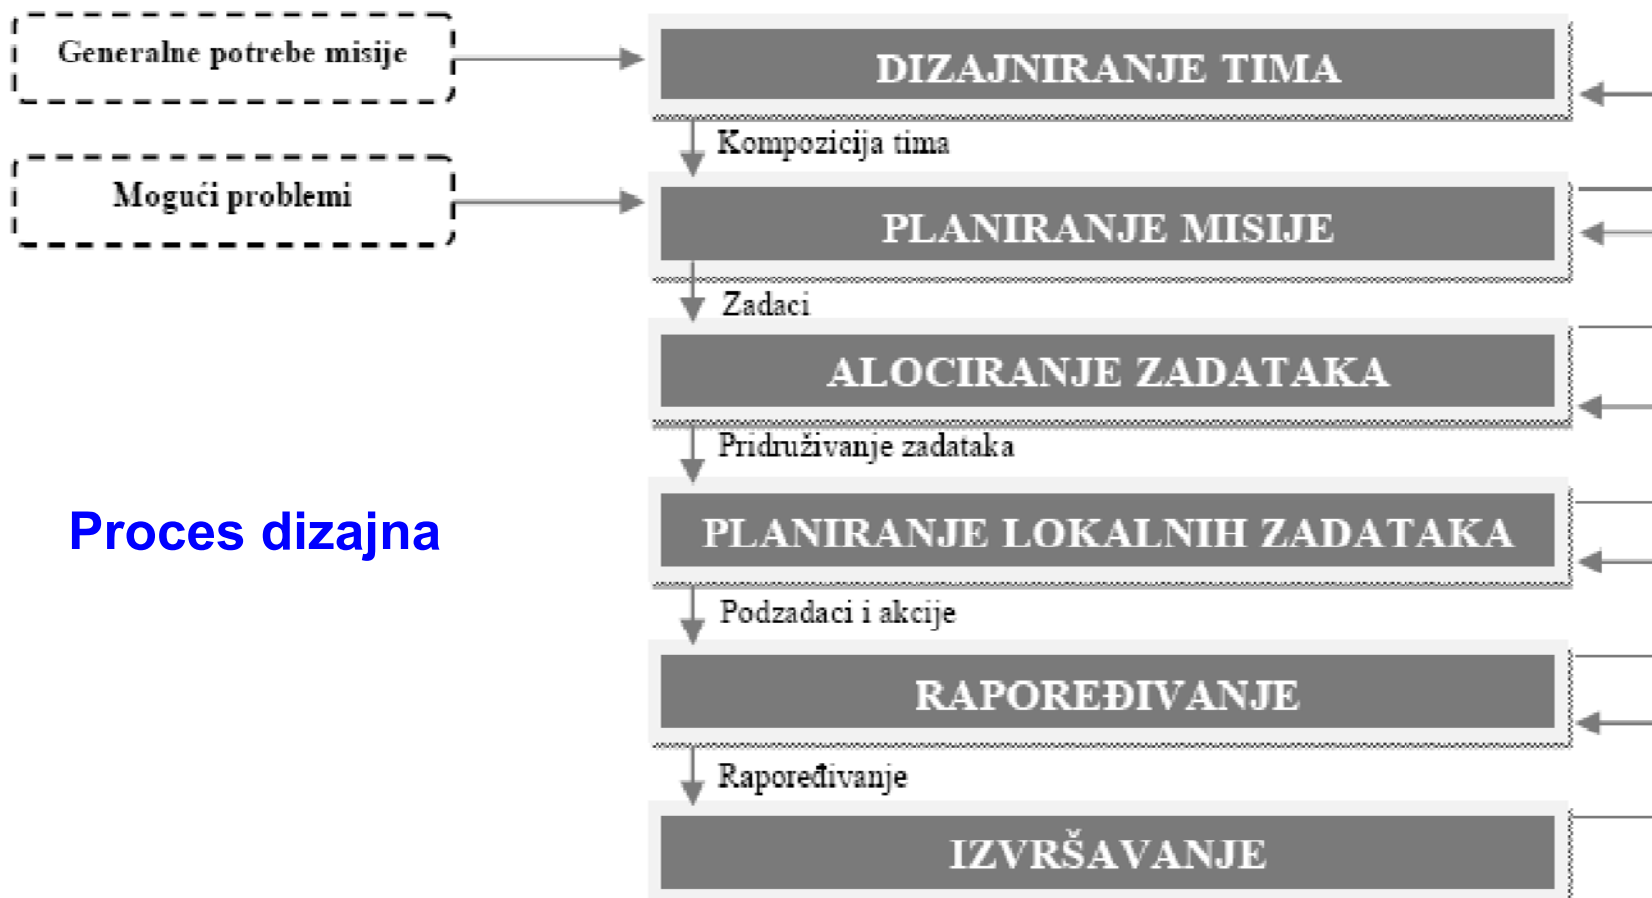 Generalne potrebe misije
DIZAJNIRANJE TIMA
Kompozicija tima
Mogući problemi
PLANIRANJE MISIJE
Zadaci
ALOCIRANJE ZADATAKA
Pridruživanje zadataka
Proces dizajna
PLANIRANJE LOKALNIH ZADATAKA
Podzadaci i akcije
RAPOREĐIVANJE
Rapoređivanje
IZVRŠAVANJE